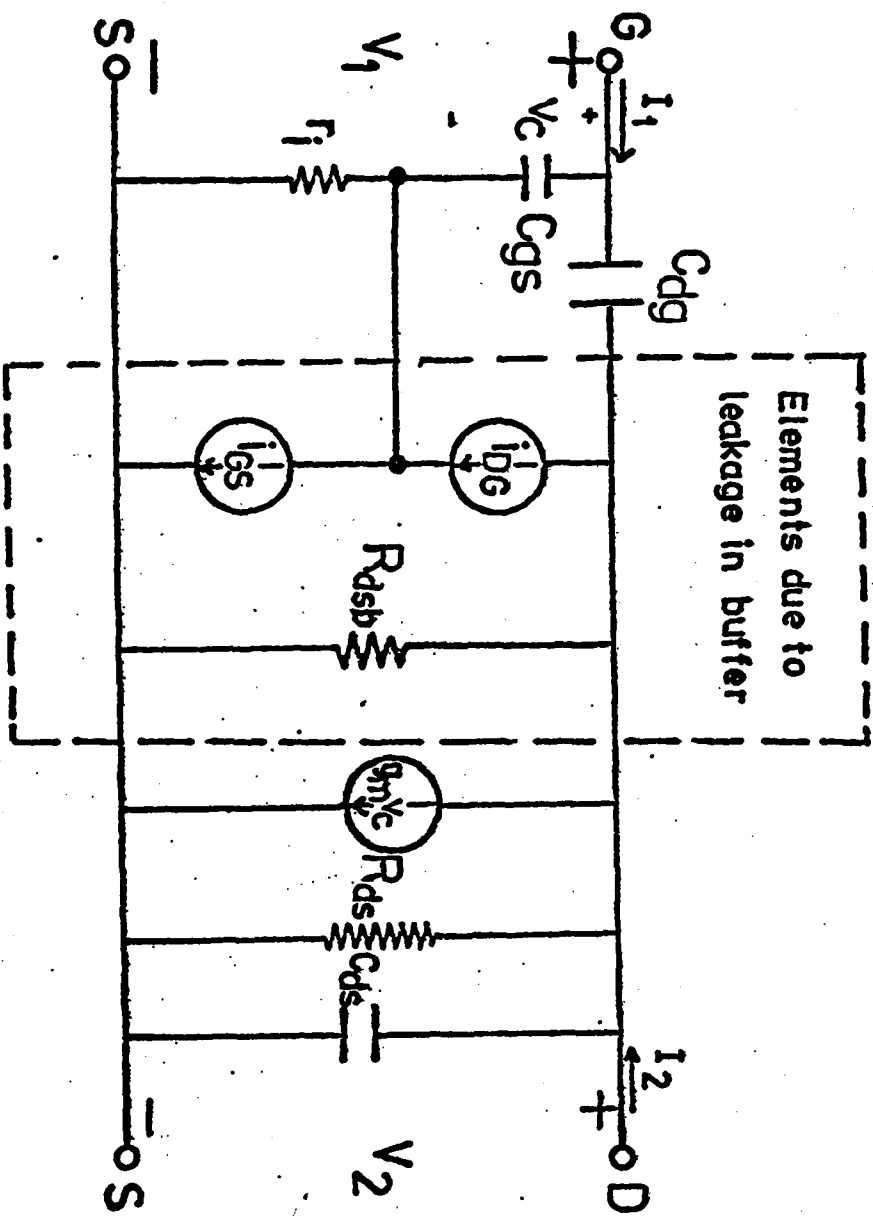 Elements due to
leakage in buffer
G
+
I1
Cdg
I2
+
D
+
Vc
Cgs
iDG
V1
ri
iGS
Rdsb
gmVc
Rds
Cds
V2
S
−
−
S